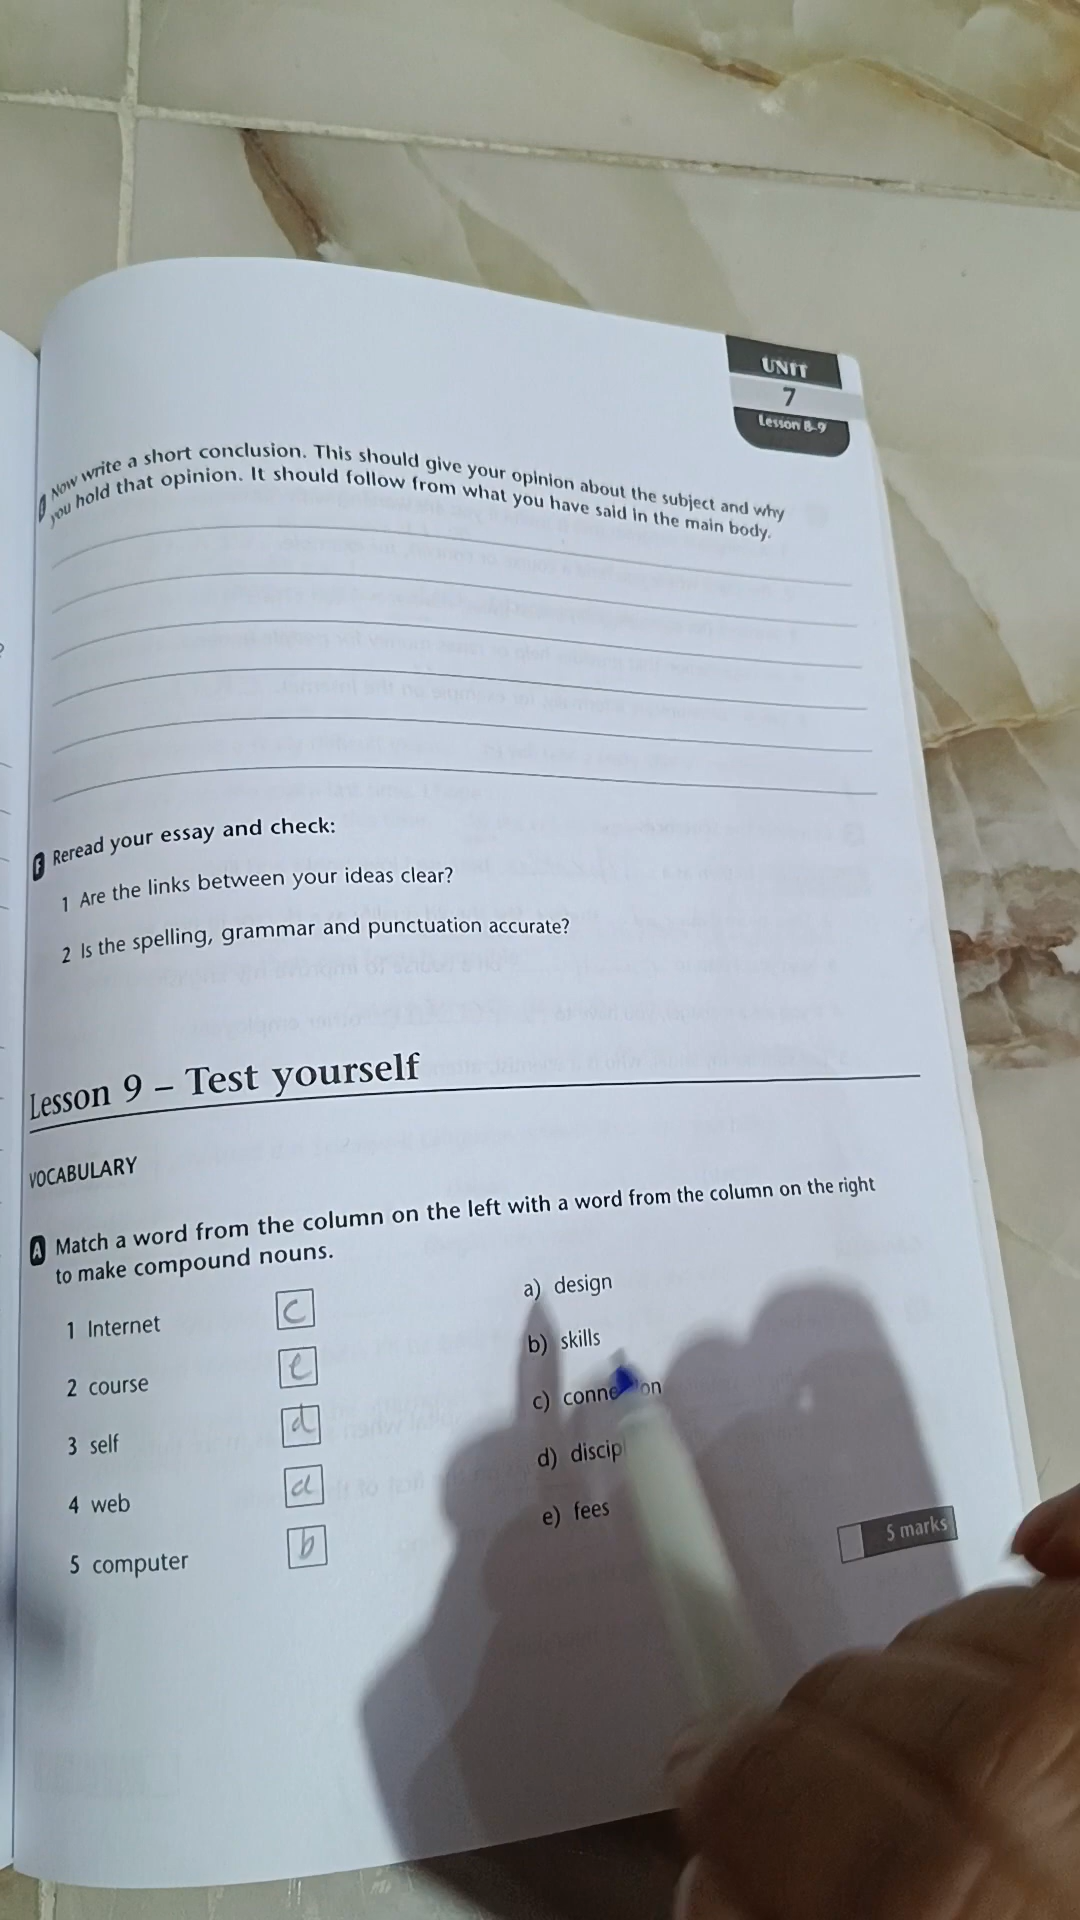 UNIT
7
Lesson 8-9
Now write a short conclusion. This should give your opinion about the subject and why
you hold that opinion. It should follow from what you have said in the main body.
F Reread your essay and check:
1 Are the links between your ideas clear?
2 Is the spelling, grammar and punctuation accurate?
Lesson 9 – Test yourself
VOCABULARY
A Match a word from the column on the left with a word from the column on the right
to make compound nouns.
1 Internet c a) design
2 course e b) skills
3 self d c) conne on
4 web a d) discip
5 computer b e) fees
5 marks